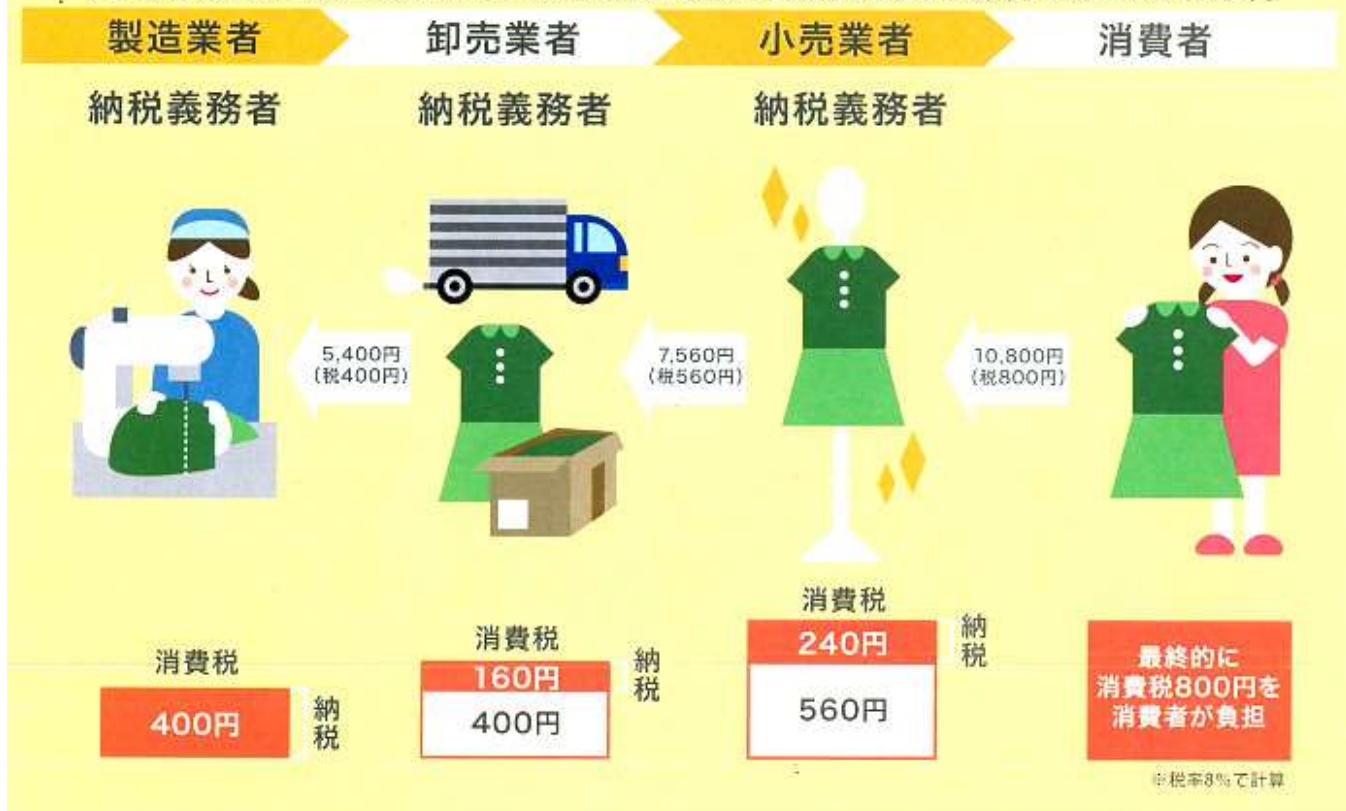 製造業者
卸売業者
小売業者
消費者
納税義務者
納税義務者
納税義務者
5,400円
(税400円)
7,560円
(税560円)
10,800円
(税800円)
消費税
400円
納税
消費税
160円
400円
納税
消費税
240円
560円
納税
最終的に
消費税800円を
消費者が負担
※税率8%で計算